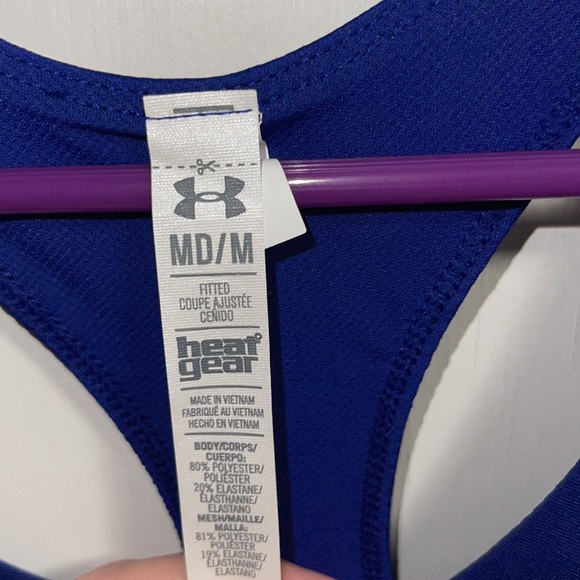 MD/M
FITTED
COUPE AJUSTÉE
CEÑIDO
heat
gear
MADE IN VIETNAM
FABRIQUÉ AU VIETNAM
HECHO EN VIETNAM
BODY/CORPS/
CUERPO:
80% POLYESTER/
POLIÉSTER
20% ELASTANE/
ÉLASTHANNE/
ELASTANO
MESH/MAILLE/
MALLA:
81% POLYESTER/
POLIÉSTER
19% ELASTANE/
ÉLASTHANNE/
ELASTANO